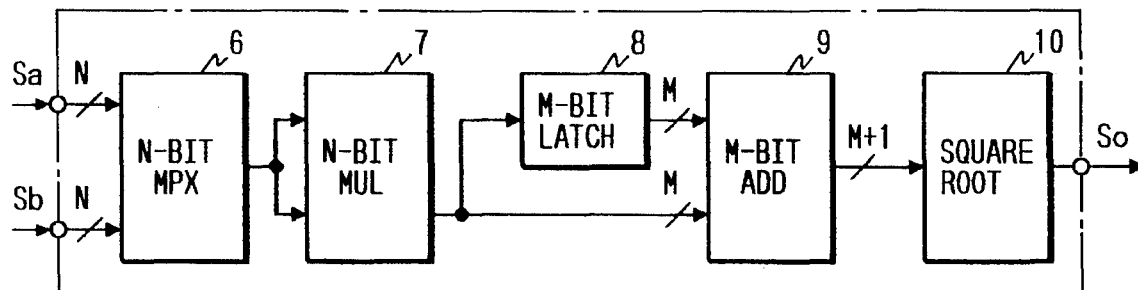 6
7
8
9
10
Sa
N
Sb
N
N-BIT
MPX
N-BIT
MUL
M-BIT
LATCH
M
M
M-BIT
ADD
M+1
SQUARE
ROOT
So